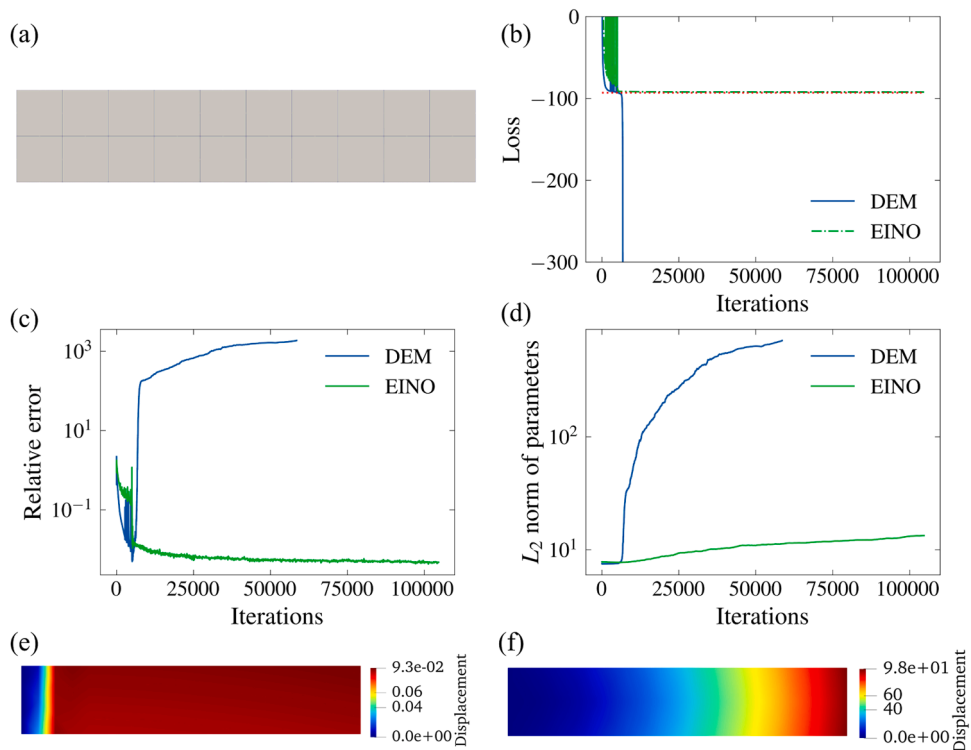 (a)
(b)
0
−100
−200
−300
Loss
DEM
EINO
0 25000 50000 75000 100000
Iterations
(c)
10³
10¹
10⁻¹
Relative error
DEM
EINO
0 25000 50000 75000 100000
Iterations
(d)
10²
10¹
L₂ norm of parameters
DEM
EINO
0 25000 50000 75000 100000
Iterations
(e)
9.3e-02
0.06
0.04
0.0e+00
Displacement
(f)
9.8e+01
60
40
0.0e+00
Displacement